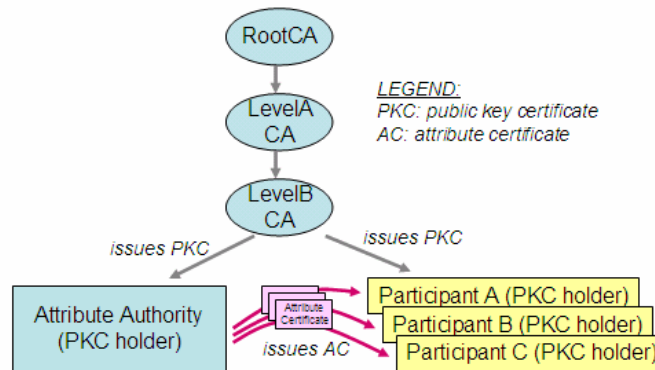 RootCA
LevelA
CA
LEGEND:
PKC: public key certificate
AC: attribute certificate
LevelB
CA
issues PKC
issues PKC
Attribute Authority
(PKC holder)
Attribute
Certificate
issues AC
Participant A (PKC holder)
Participant B (PKC holder)
Participant C (PKC holder)